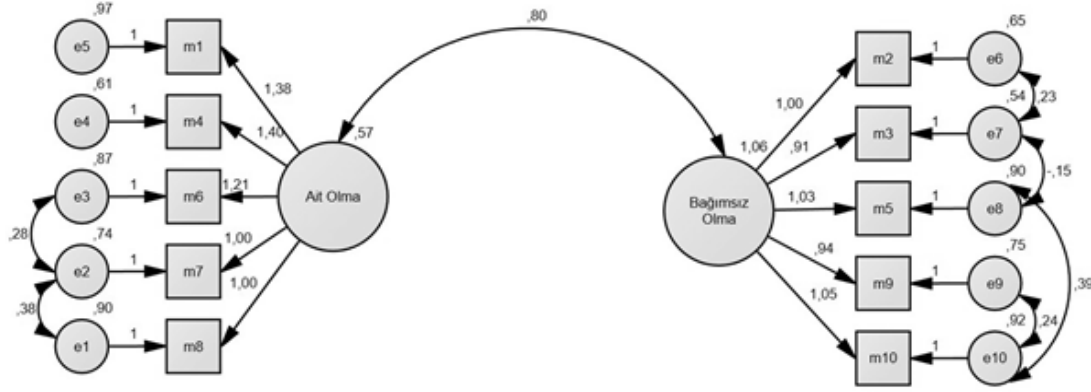 ,80
,97
e5
1
m1
1,38
,61
e4
1
m4
1,40
,57
,87
e3
1
m6
1,21
Ait Olma
,28
,74
e2
1
m7
1,00
,38
,90
e1
1
m8
1,00
,65
m2
1
e6
1,00
,54
,23
m3
1
e7
1,06
,91
,90
-,15
Bağımsız
Olma
1,03
m5
1
e8
,75
,94
m9
1
e9
,39
,92
,24
1,05
m10
1
e10